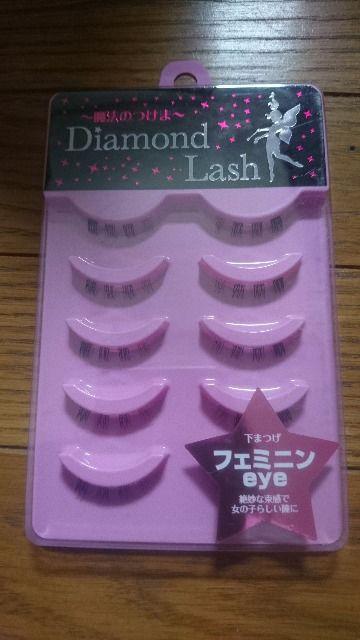 ～魔法のつけま～
Diamond
Lash
下まつげ
フェミニン
eye
絶妙な束感で
女の子らしい瞳に